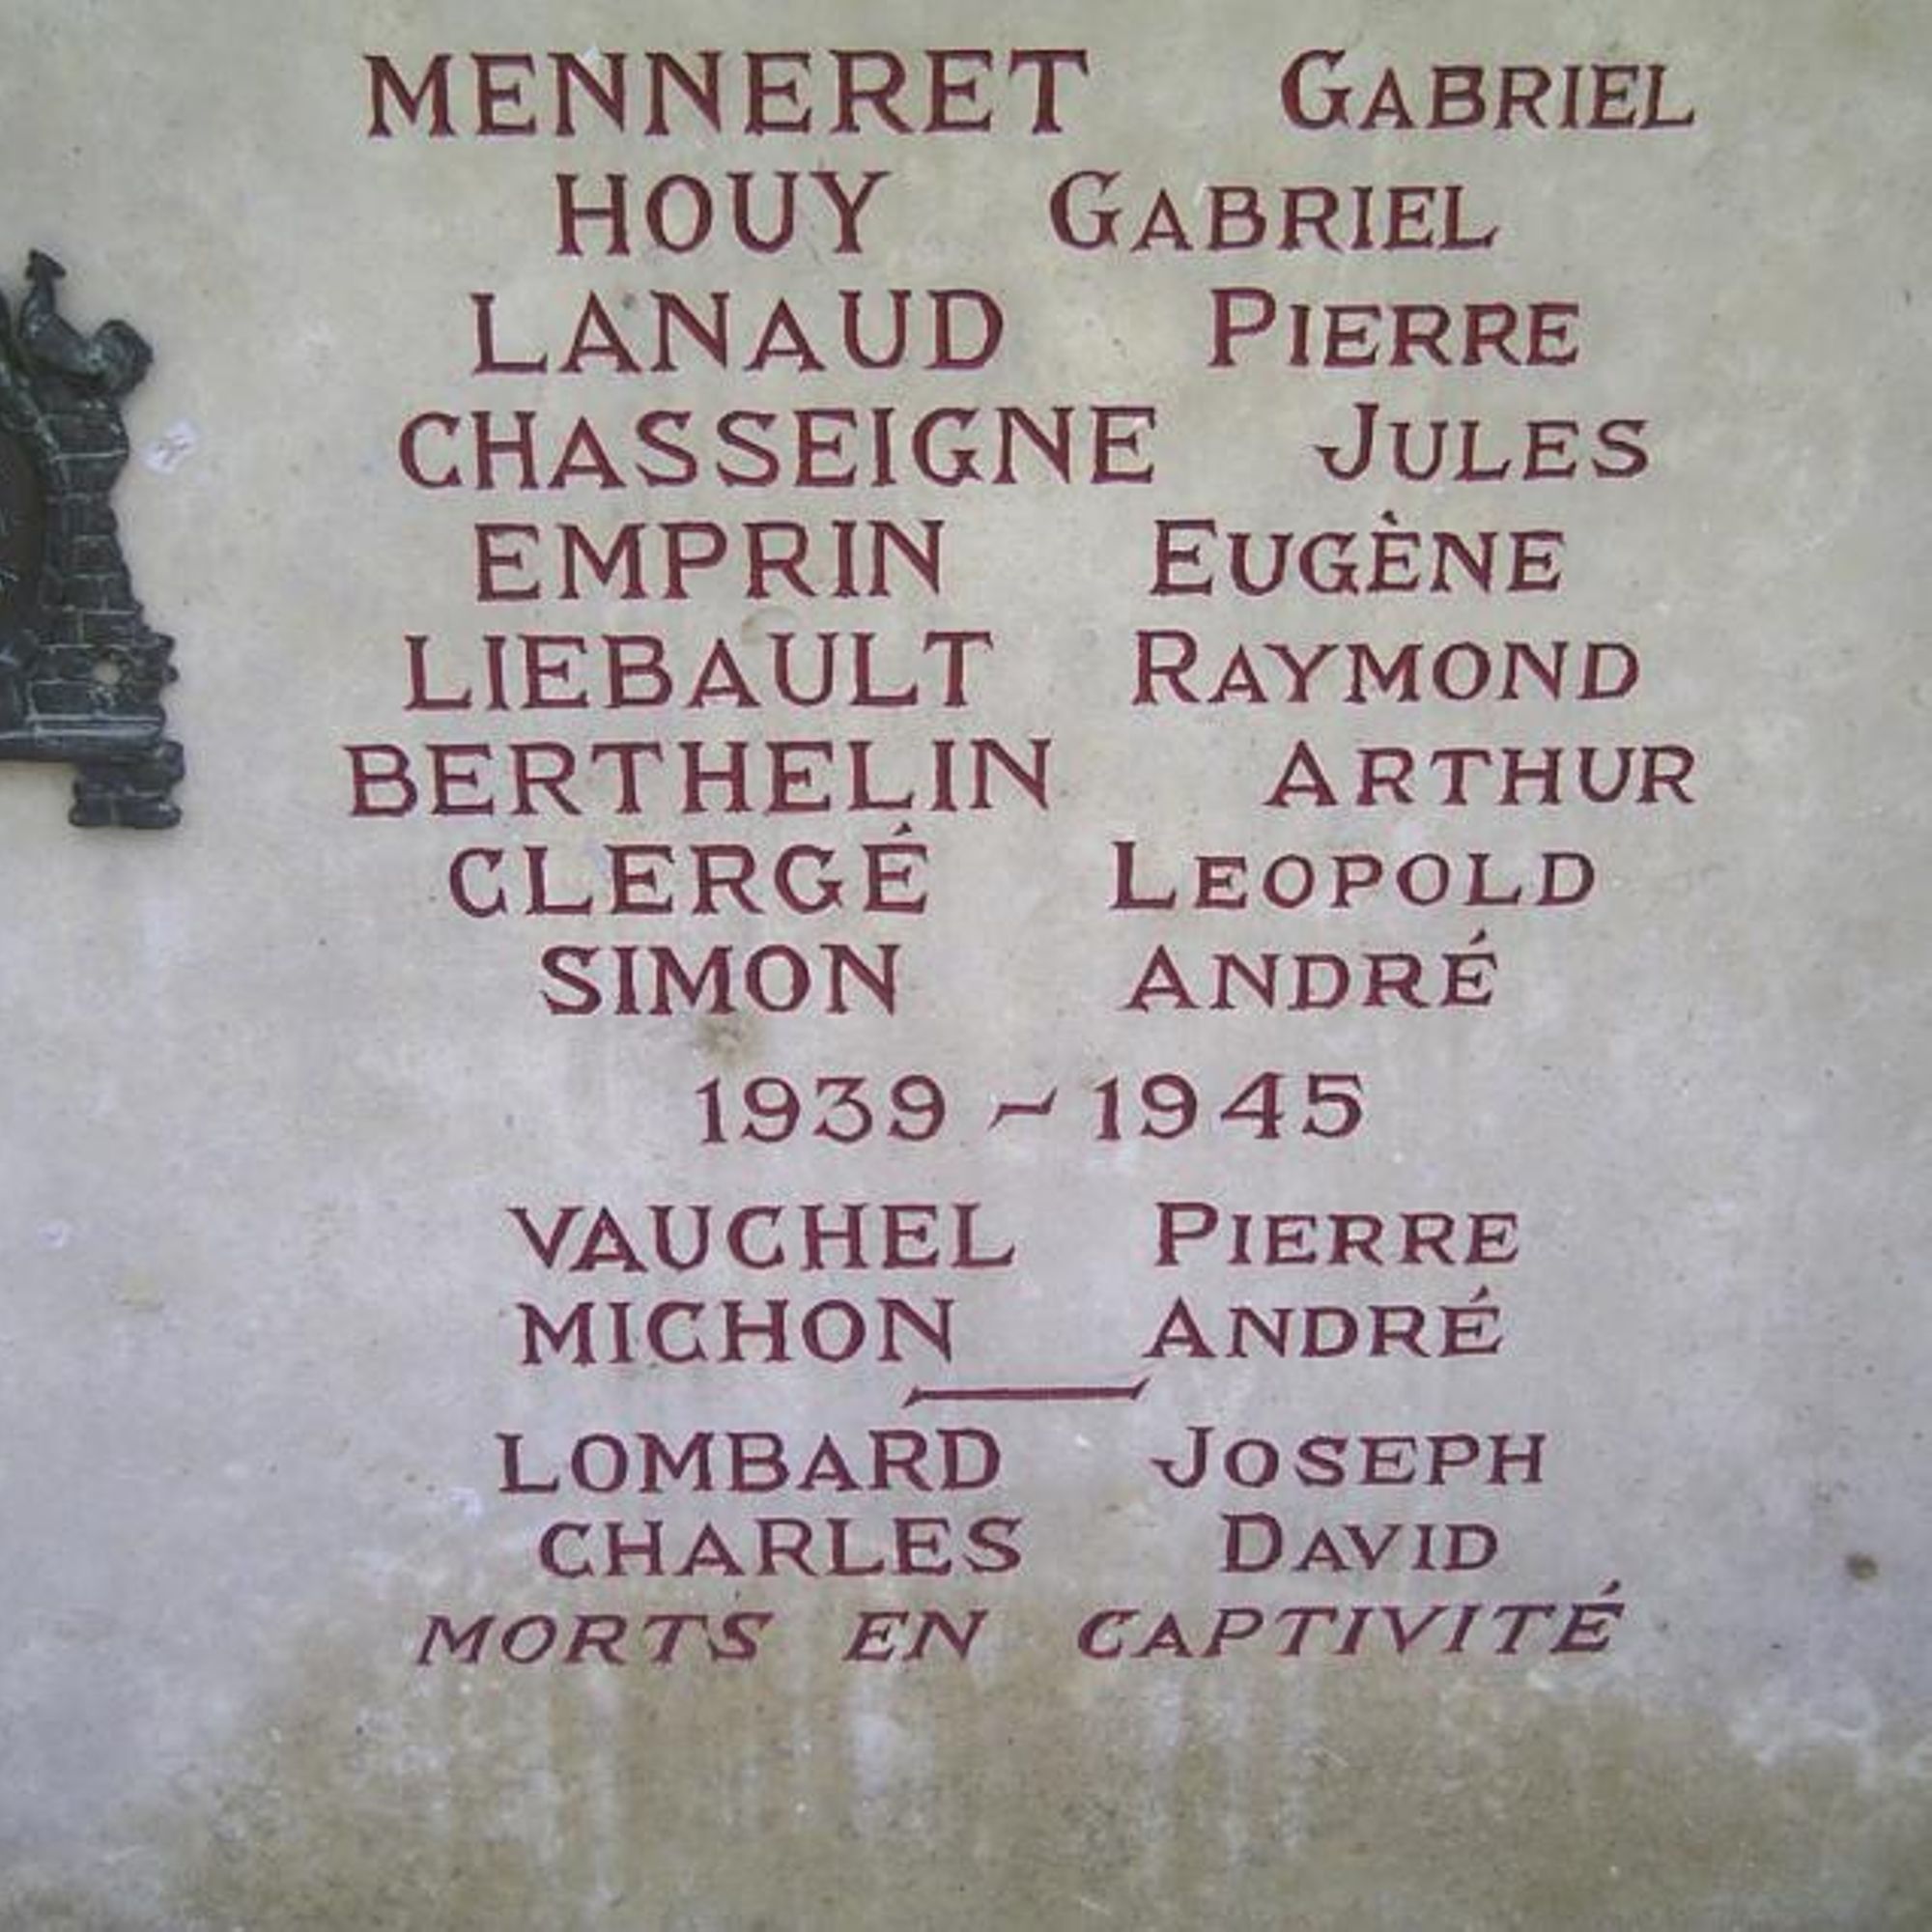 MENNERET GABRIEL
HOUY GABRIEL
LANAUD PIERRE
CHASSEIGNE JULES
EMPRIN EUGÈNE
LIEBAULT RAYMOND
BERTHELIN ARTHUR
CLERGÉ LEOPOLD
SIMON ANDRÉ
1939 - 1945
VAUCHEL PIERRE
MICHON ANDRÉ
LOMBARD JOSEPH
CHARLES DAVID
MORTS EN CAPTIVITÉ